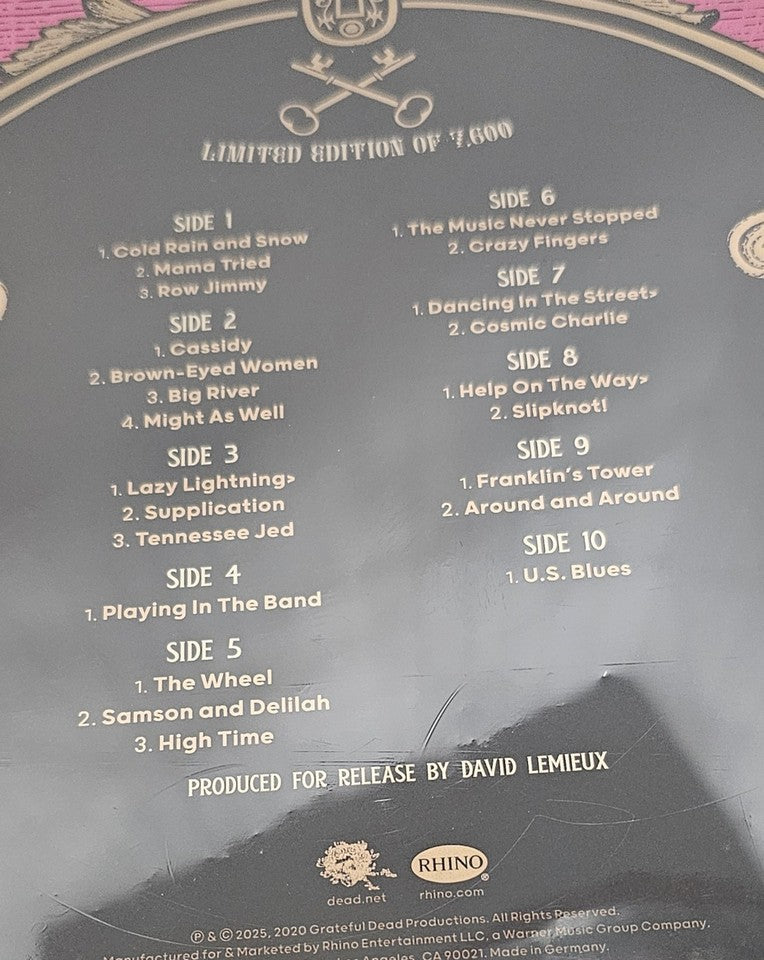 LIMITED EDITION OF 7,600
SIDE 1
1. Cold Rain and Snow
2. Mama Tried
3. Row Jimmy
SIDE 2
1. Cassidy
2. Brown-Eyed Women
3. Big River
4. Might As Well
SIDE 3
1. Lazy Lightning>
2. Supplication
3. Tennessee Jed
SIDE 4
1. Playing In The Band
SIDE 5
1. The Wheel
2. Samson and Delilah
3. High Time
SIDE 6
1. The Music Never Stopped
2. Crazy Fingers
SIDE 7
1. Dancing In The Street>
2. Cosmic Charlie
SIDE 8
1. Help On The Way>
2. Slipknot!
SIDE 9
1. Franklin's Tower
2. Around and Around
SIDE 10
1. U.S. Blues
PRODUCED FOR RELEASE BY DAVID LEMIEUX
dead.net
RHINO®
rhino.com
℗ & © 2025, 2020 Grateful Dead Productions. All Rights Reserved.
Manufactured for & Marketed by Rhino Entertainment LLC, a Warner Music Group Company.
Angeles, CA 90021. Made in Germany.